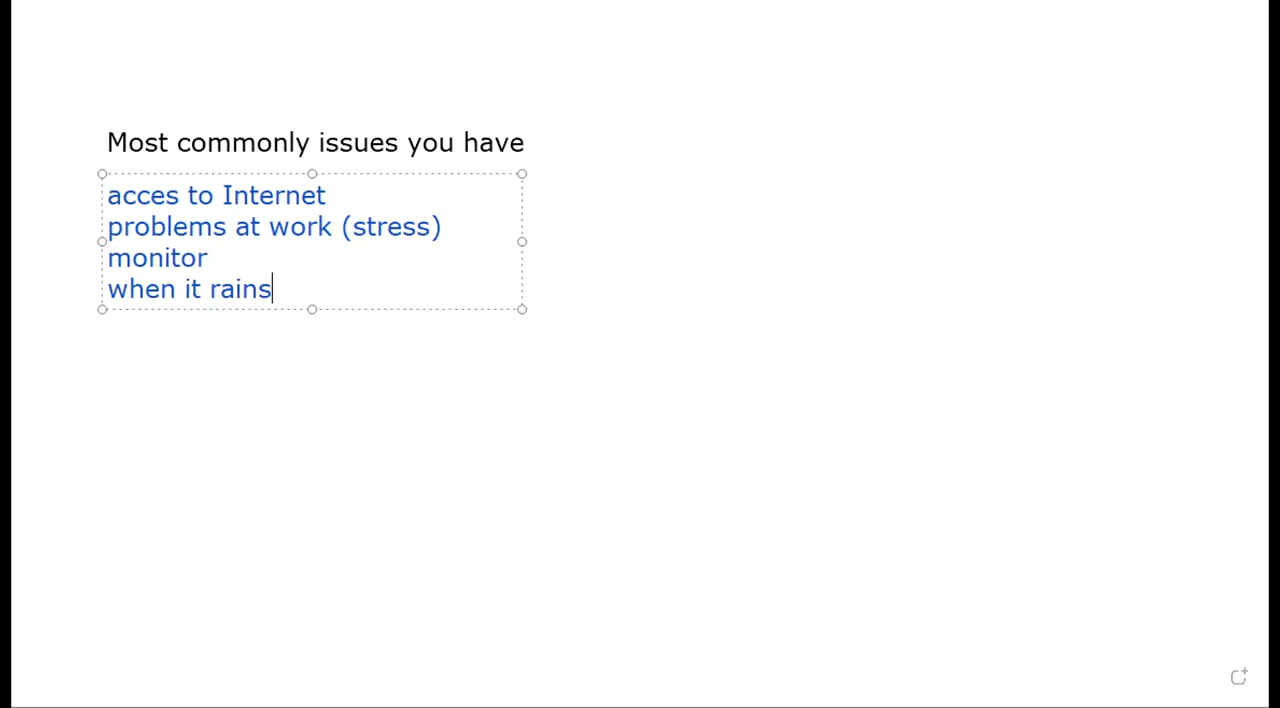 Most commonly issues you have
acces to Internet
problems at work (stress)
monitor
when it rains